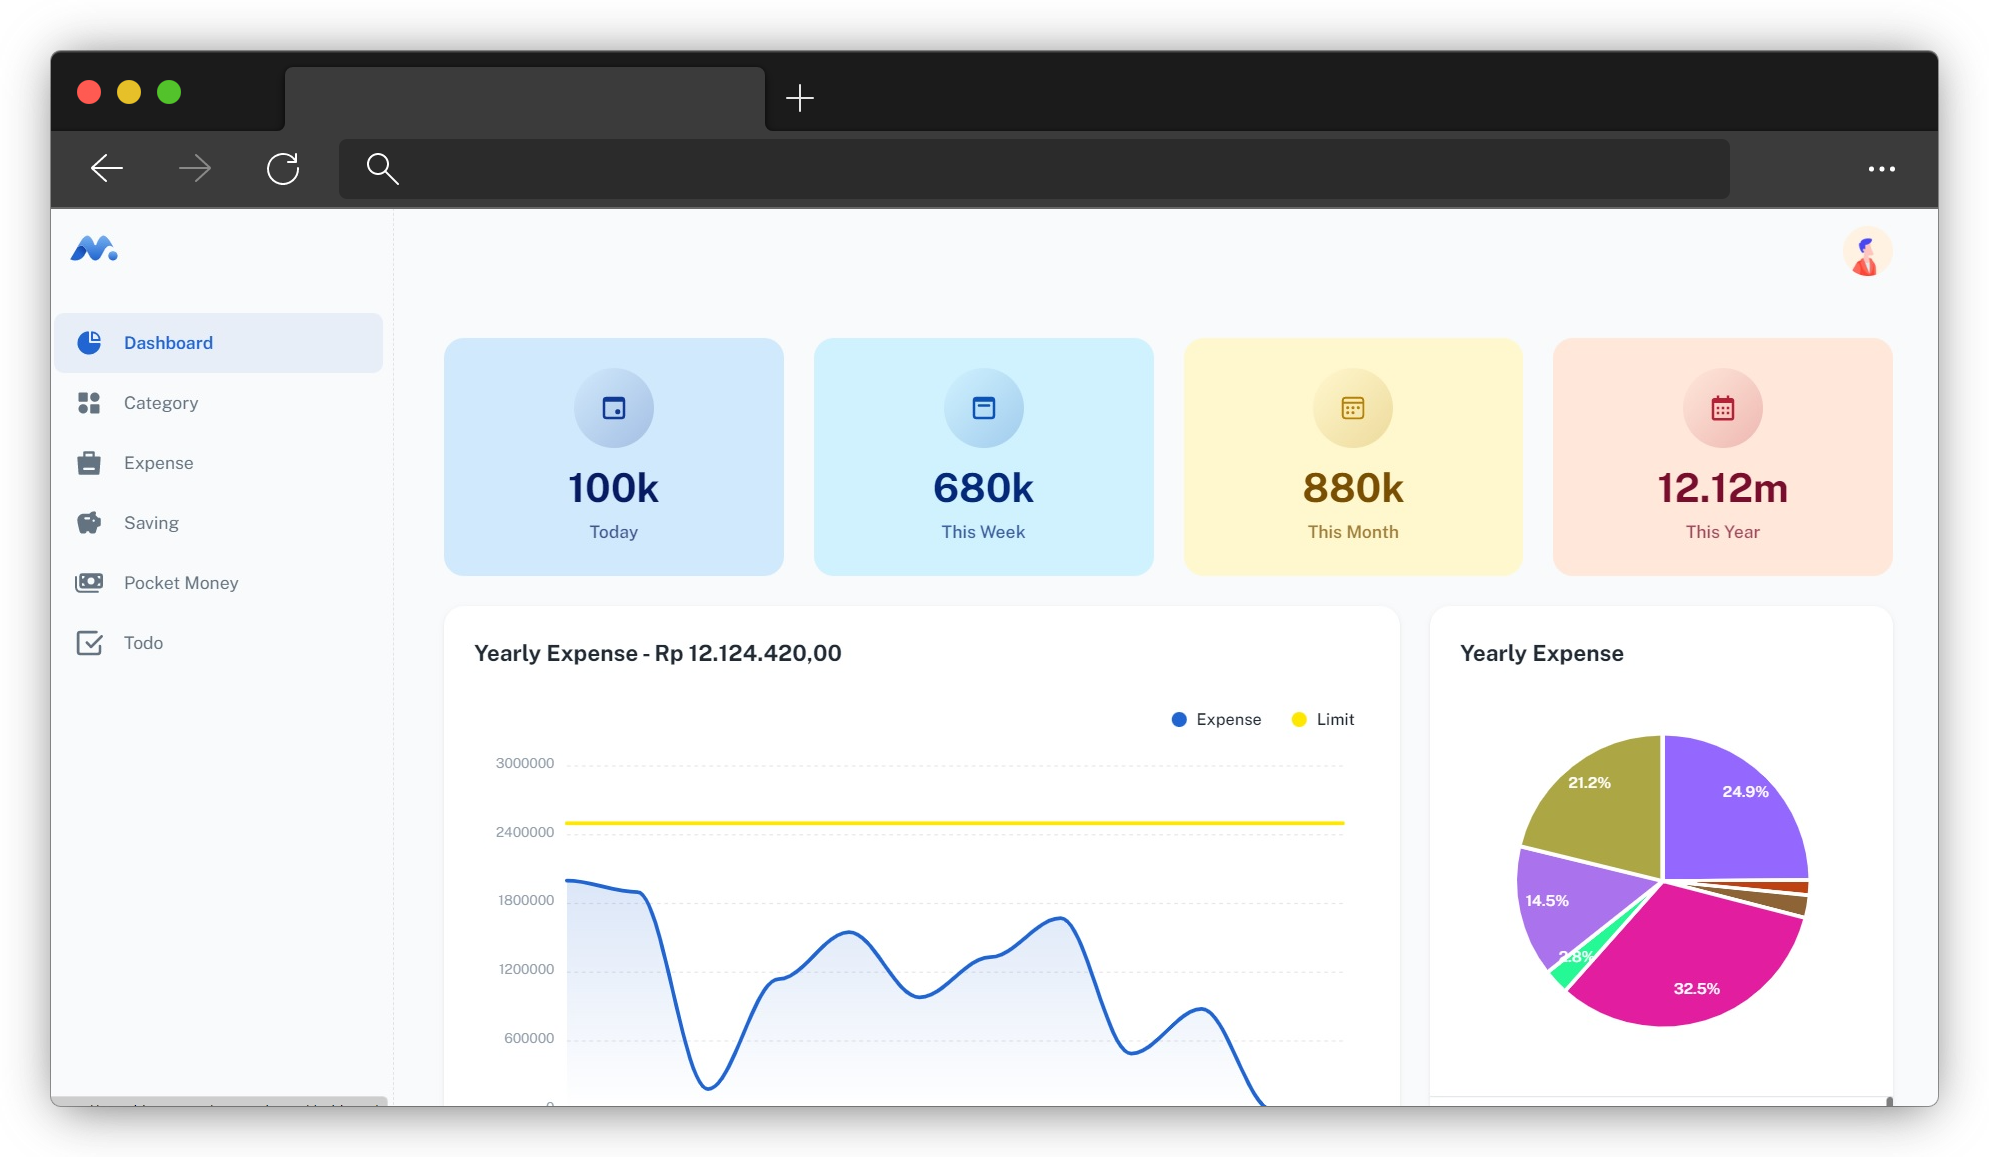 Dashboard
Category
Expense
Saving
Pocket Money
Todo
100k
Today
680k
This Week
880k
This Month
12.12m
This Year
Yearly Expense - Rp 12.124.420,00
Expense
Limit
3000000
2400000
1800000
1200000
600000
Yearly Expense
21.2%
24.9%
14.5%
2.8%
32.5%